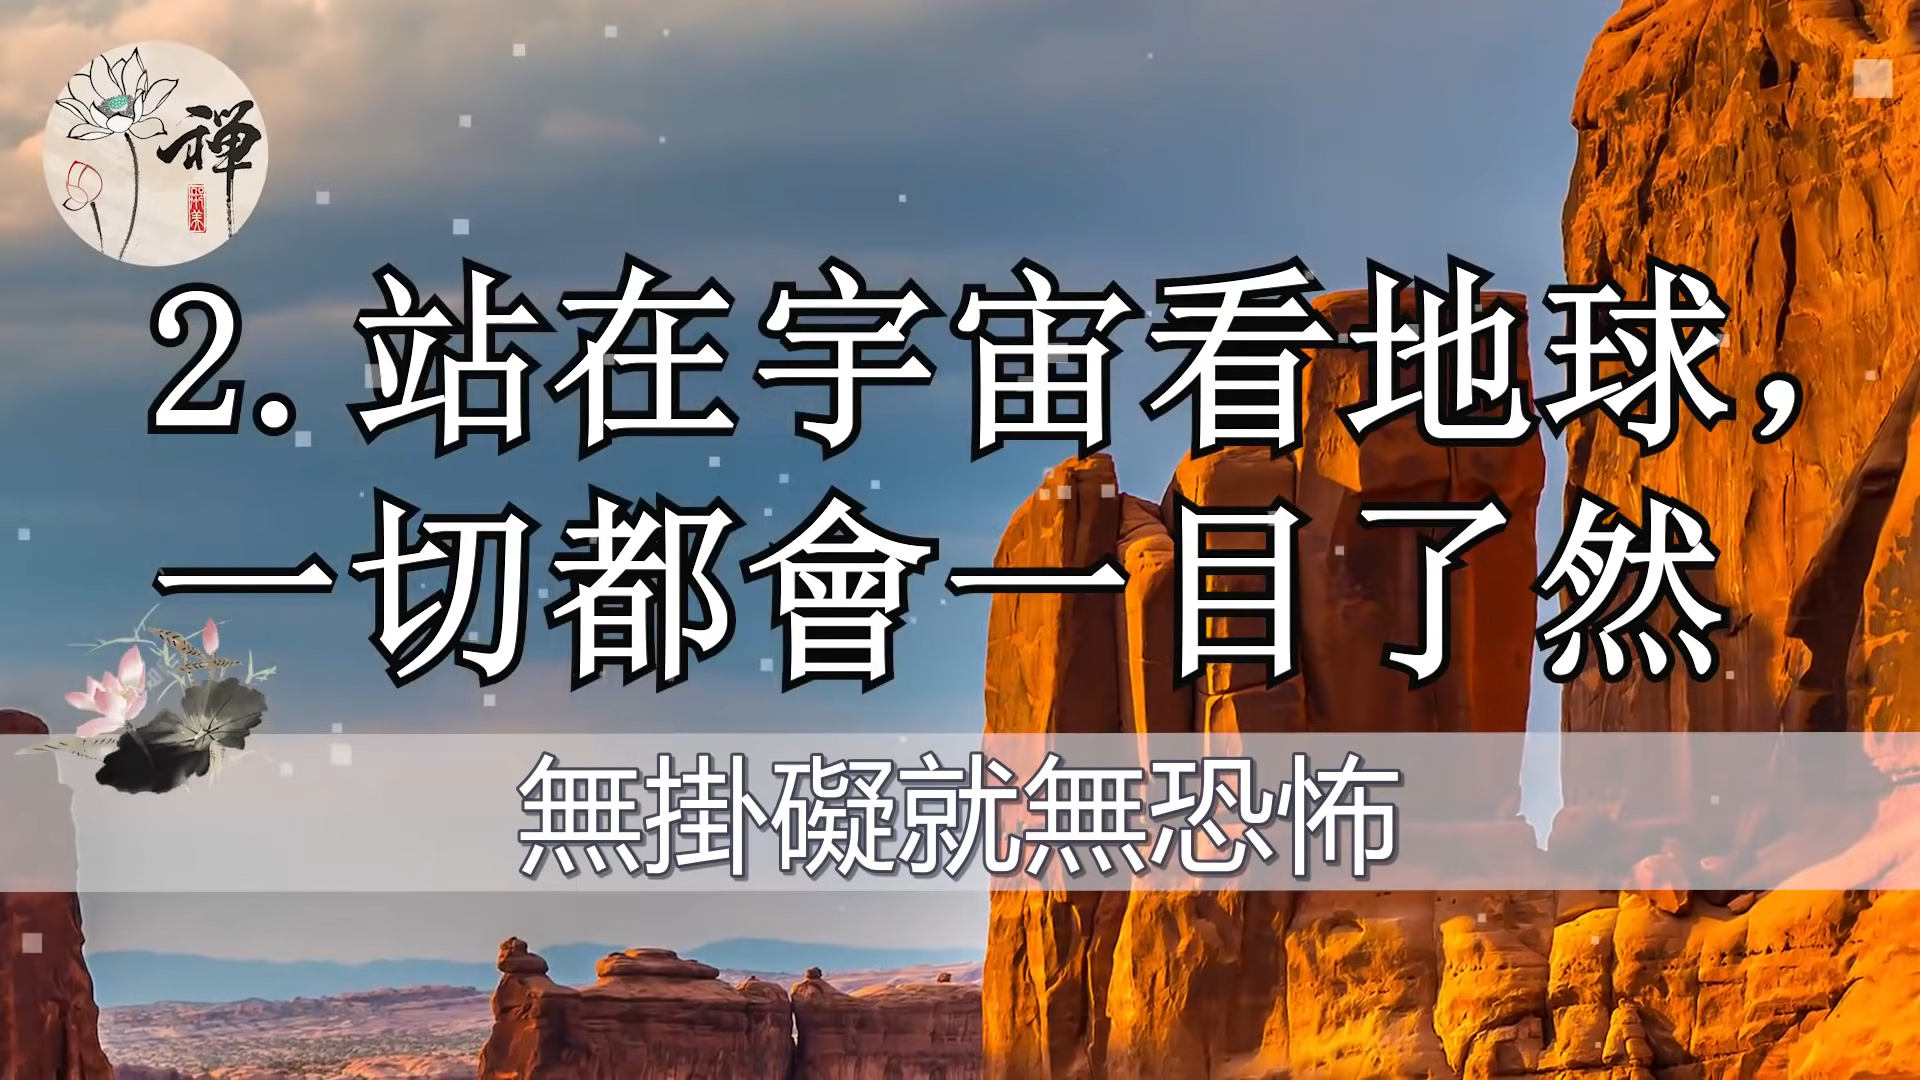 禅
2.站在宇宙看地球，
一切都會一目了然
無掛礙就無恐怖